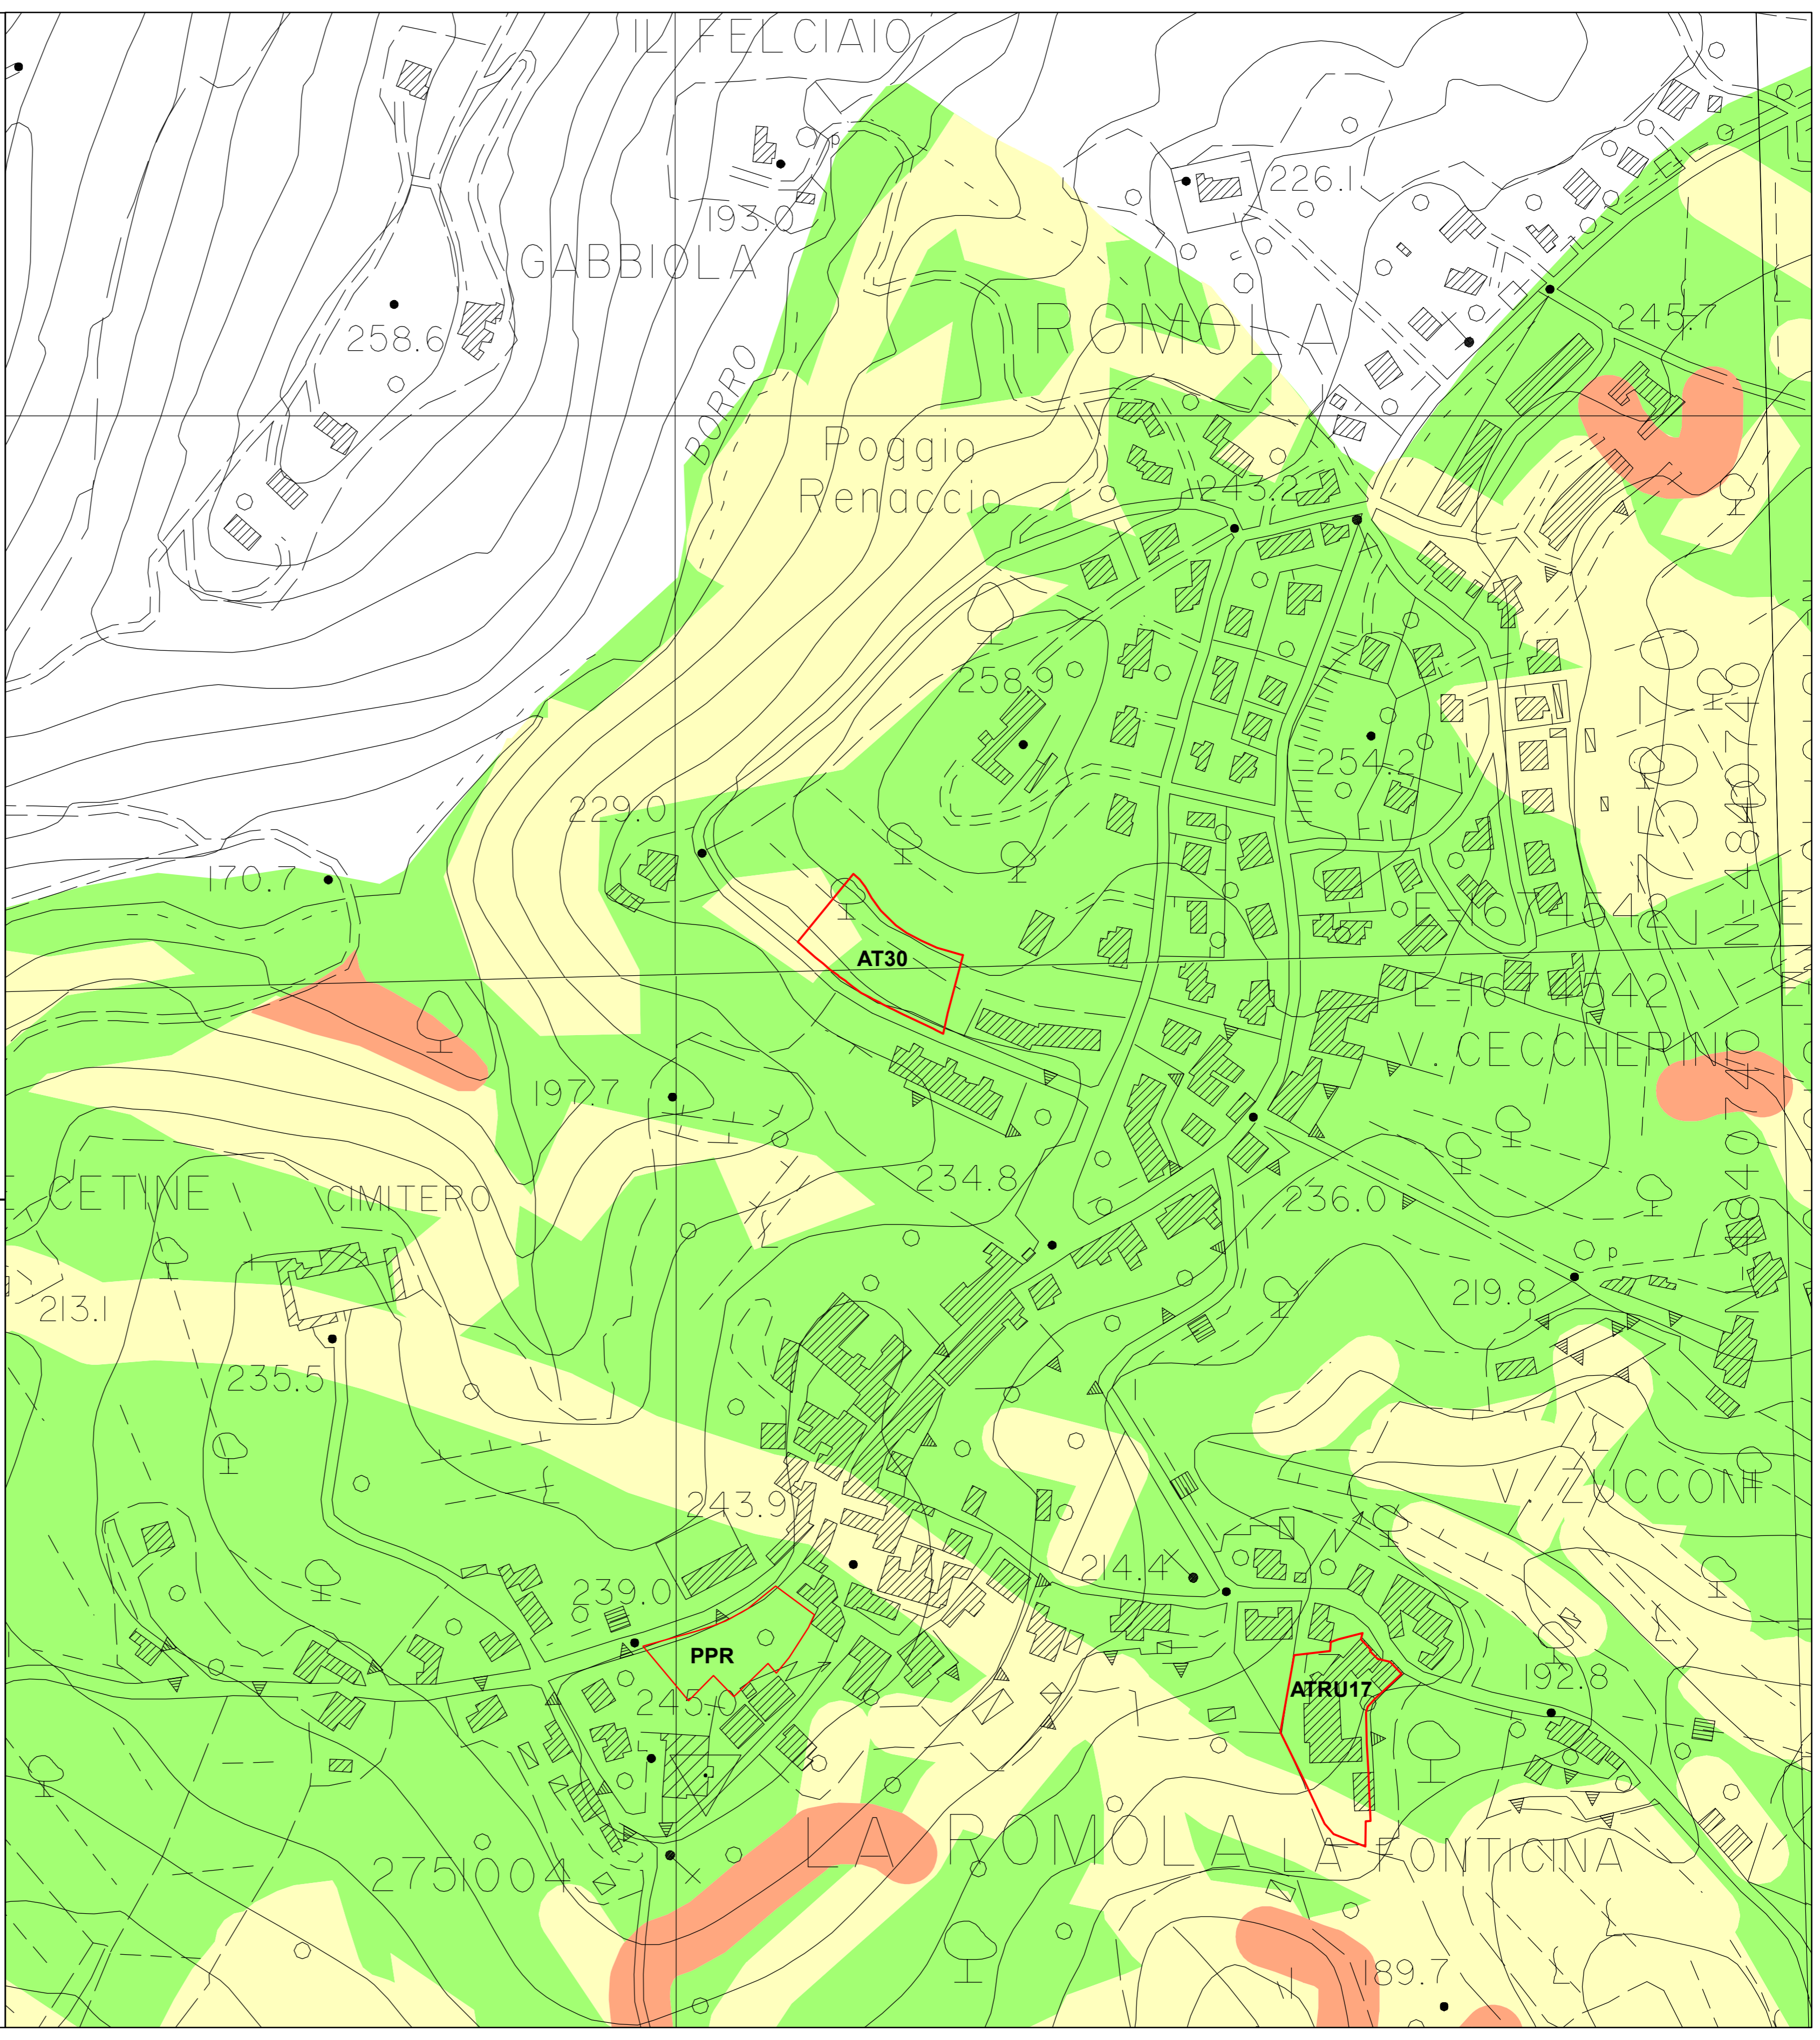 IL FELCIAIO
p
226.1
193.0
GABBIOLA
258.6
ROMOLA
245.7
BORRO
Poggio
Renaccio
243.2
258.9
254.2
229.0
170.7
E=1674542
AT30
E=1674542
V. CECCHERINI
197.7
234.8
CETINE
CIMITERO
236.0
p
213.1
219.8
235.5
V. ZUCCONI
243.9
214.4
239.0
PPR
192.8
ATRU17
245.0
LA ROMOLA
LA FONTICINA
2751004
189.7